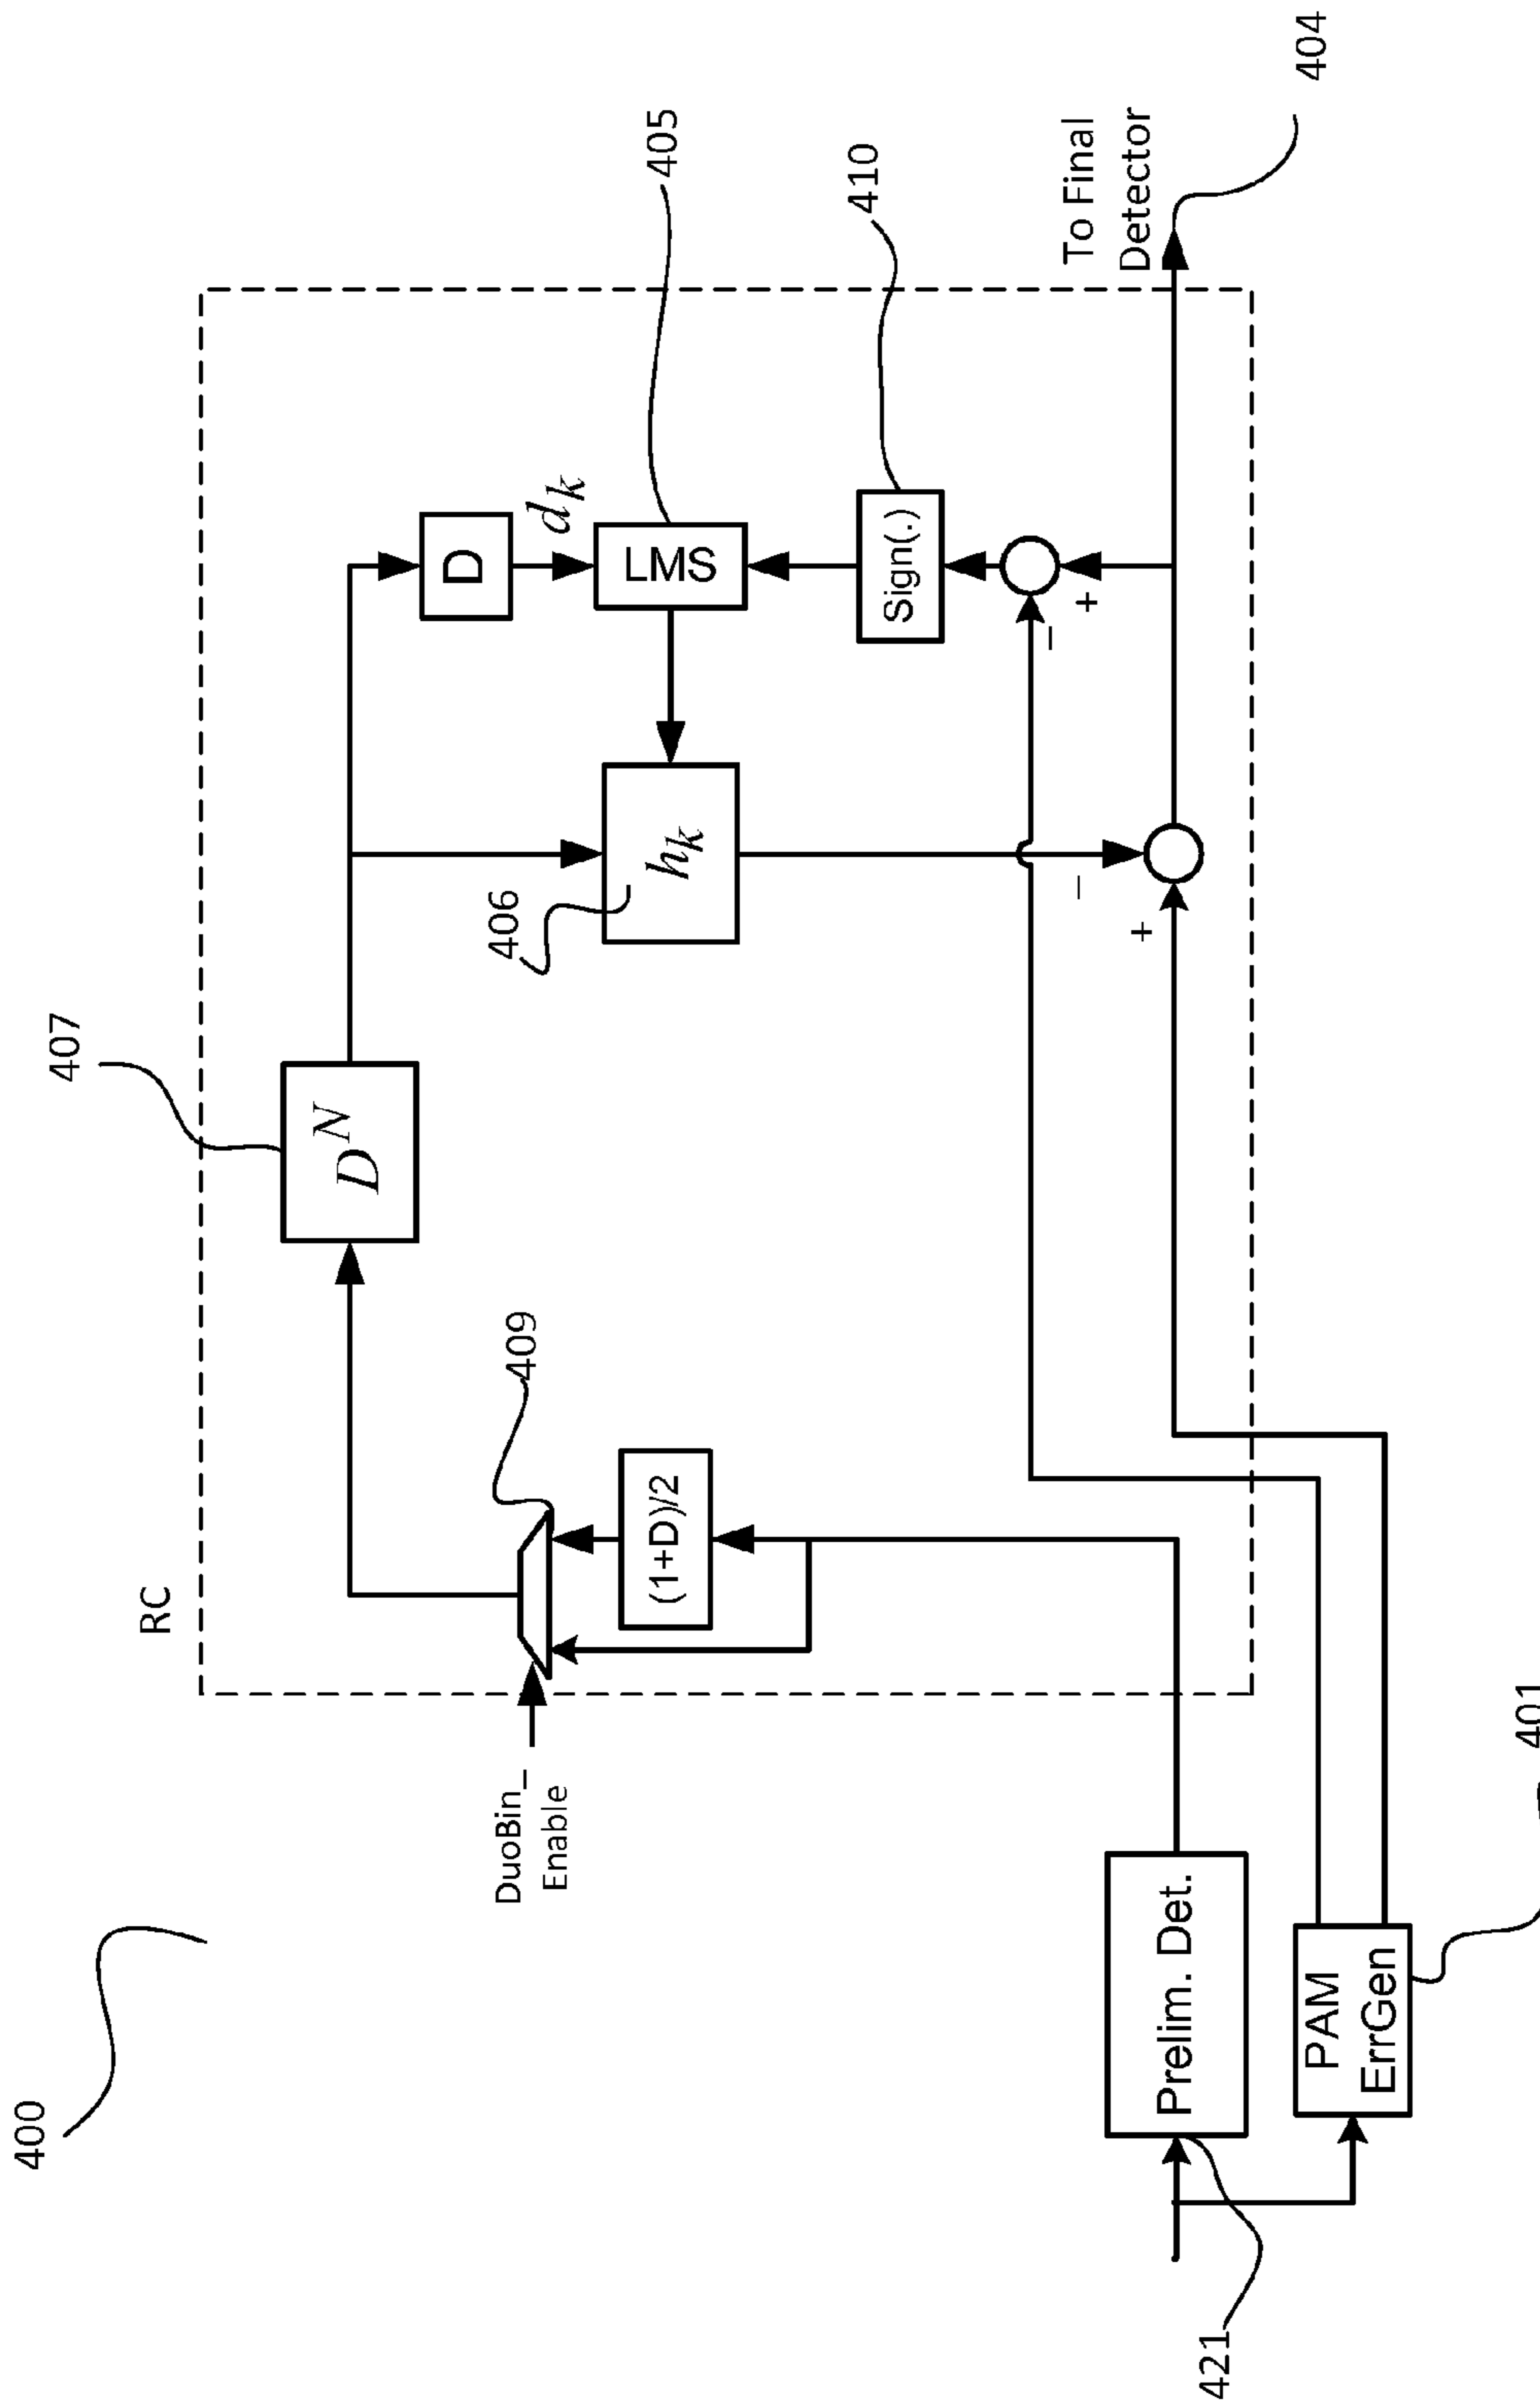 400
RC
407
D^N
D
d_k
405
LMS
406
h_k
410
Sign(.)
409
(1+D)/2
DuoBin_
Enable
−
+
−
+
To Final
Detector
404
Prelim. Det.
421
PAM
ErrGen
401